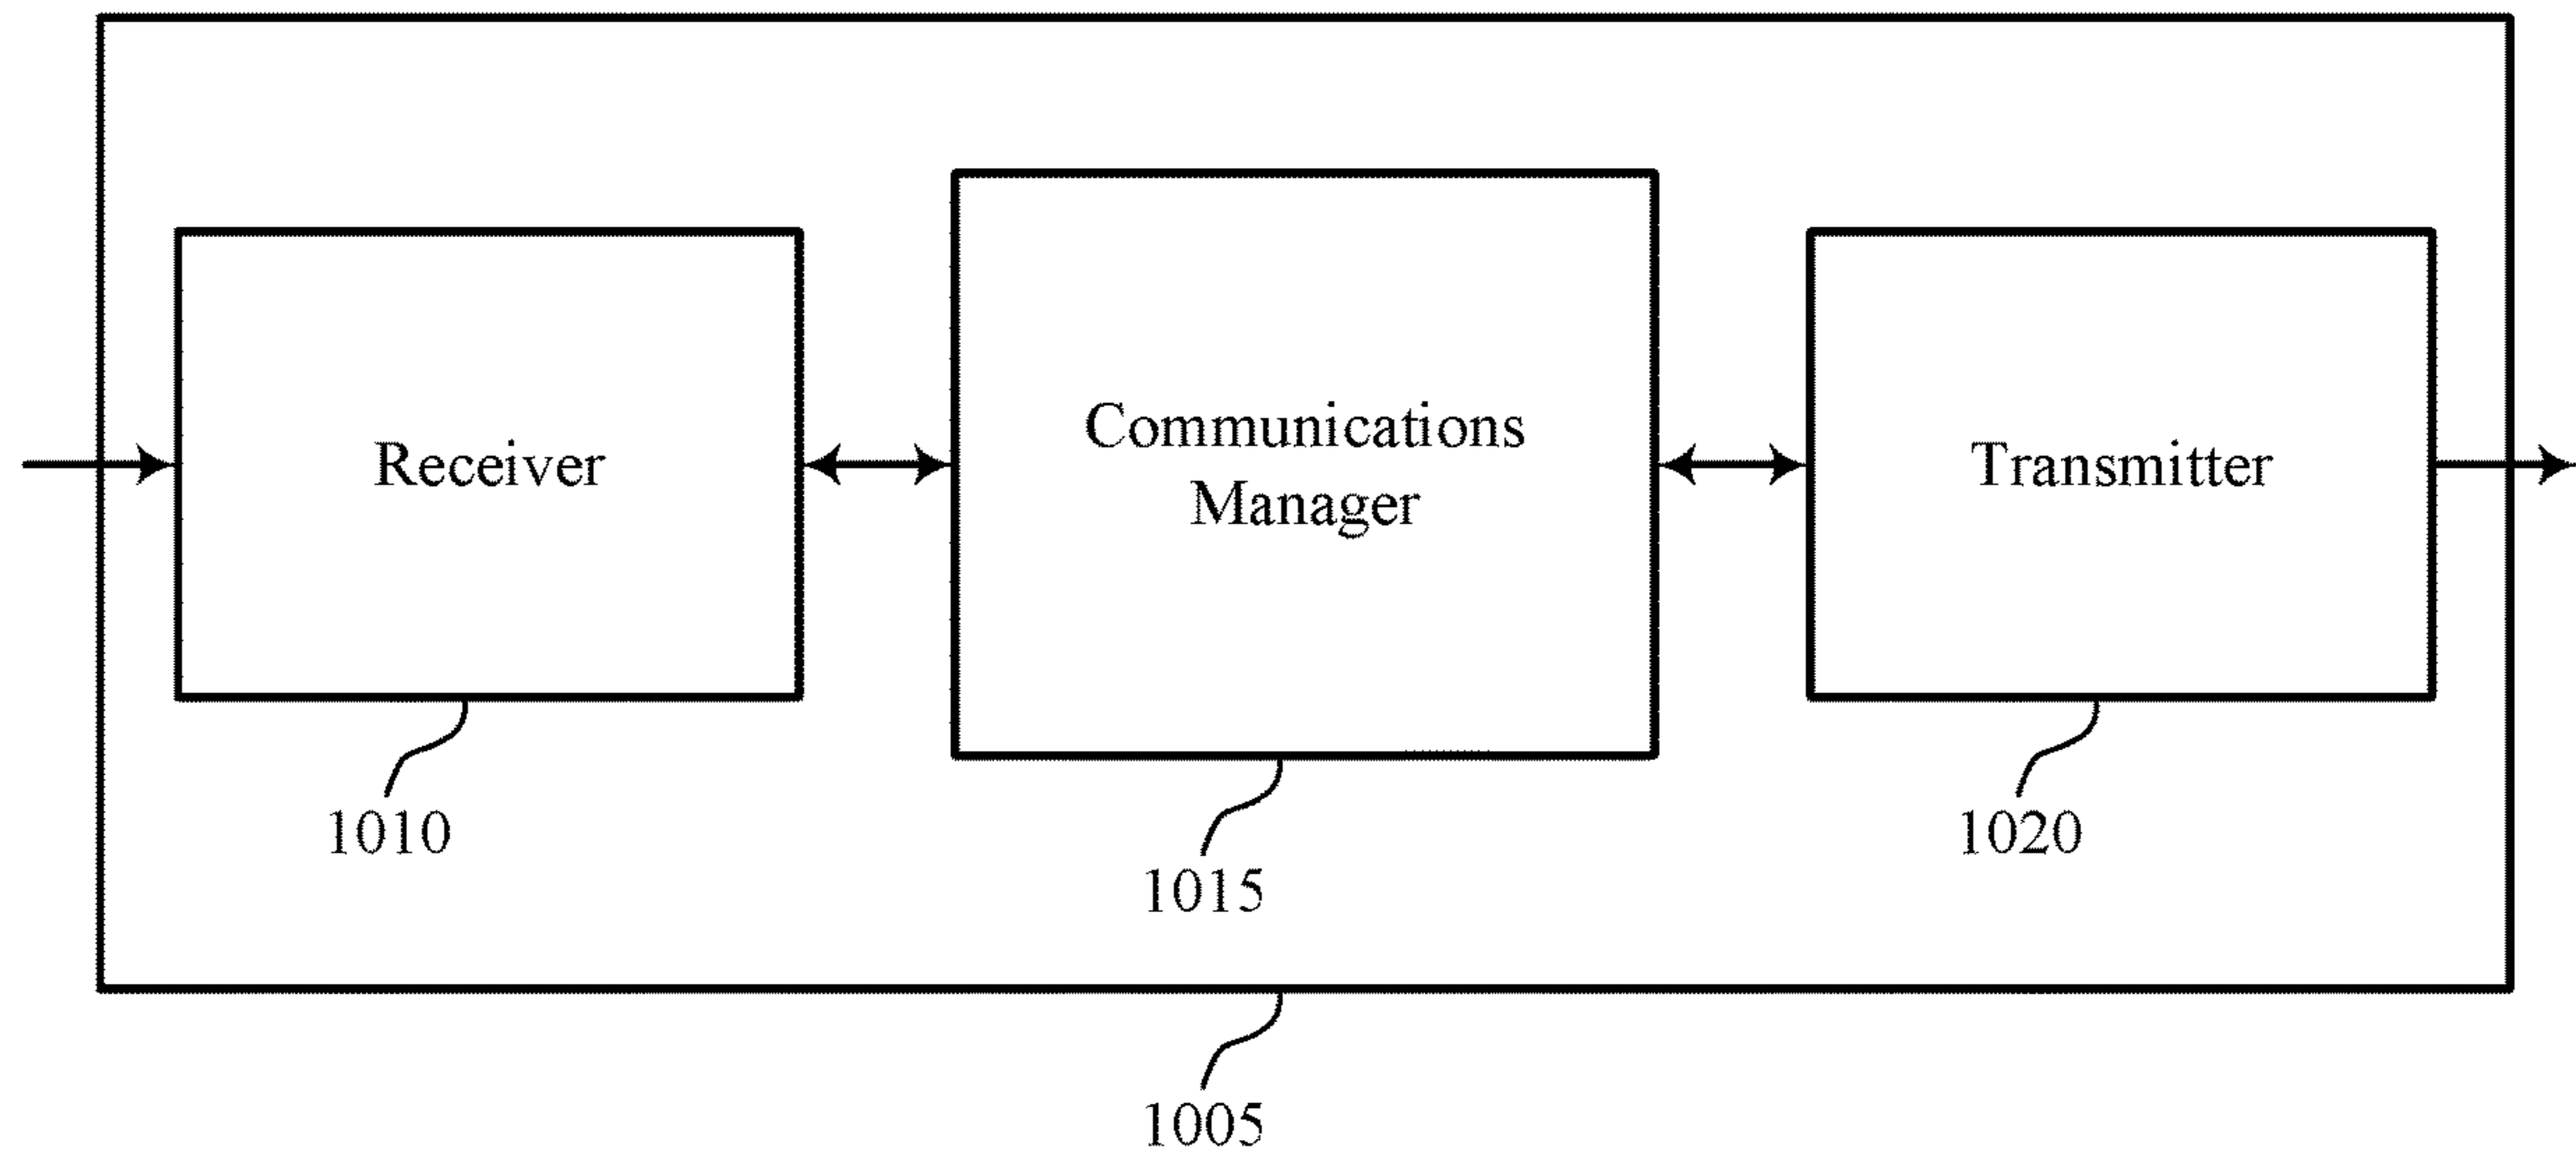 Receiver
Communications
Manager
Transmitter
1010
1015
1020
1005